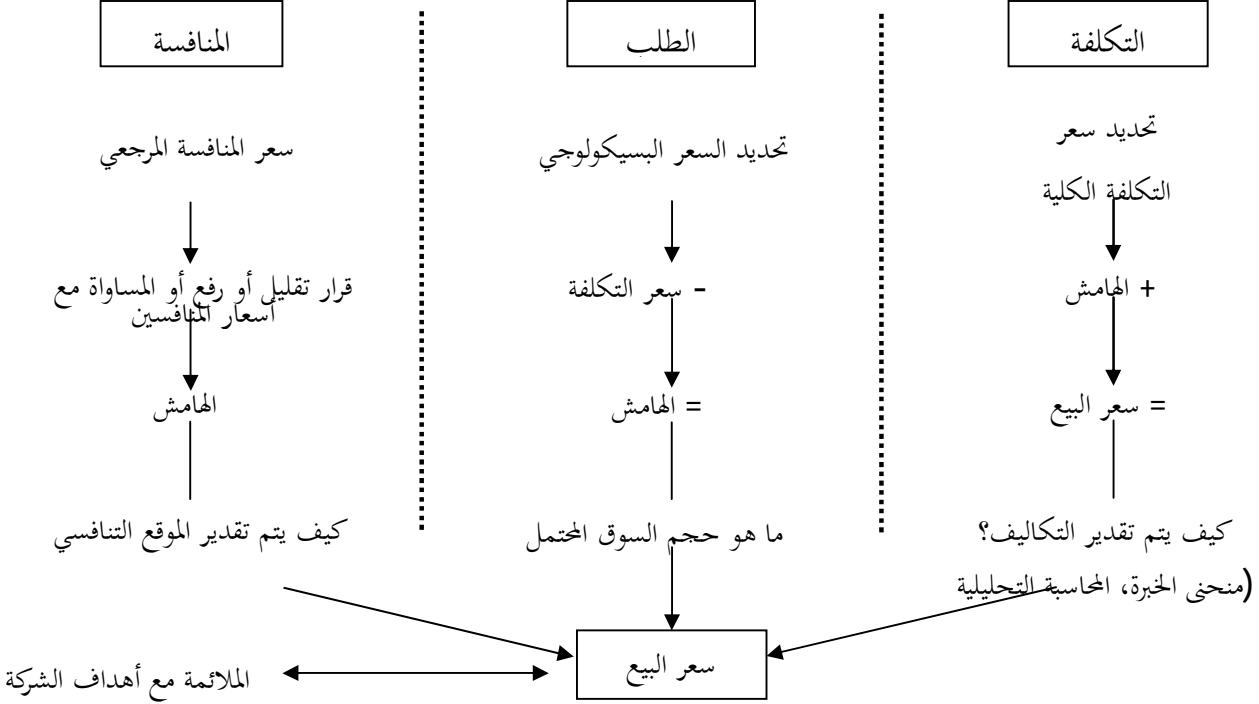 التكلفة
تحديد سعر
التكلفة الكلية
+ الهامش
= سعر البيع
كيف يتم تقدير التكاليف؟
(منحنى الخبرة، المحاسبة التحليلية
الطلب
تحديد السعر البسيكولوجي
- سعر التكلفة
= الهامش
ما هو حجم السوق المحتمل
المنافسة
سعر المنافسة المرجعي
قرار تقليل أو رفع أو المساواة مع
أسعار المنافسين
الهامش
كيف يتم تقدير الموقع التنافسي
سعر البيع
الملائمة مع أهداف الشركة